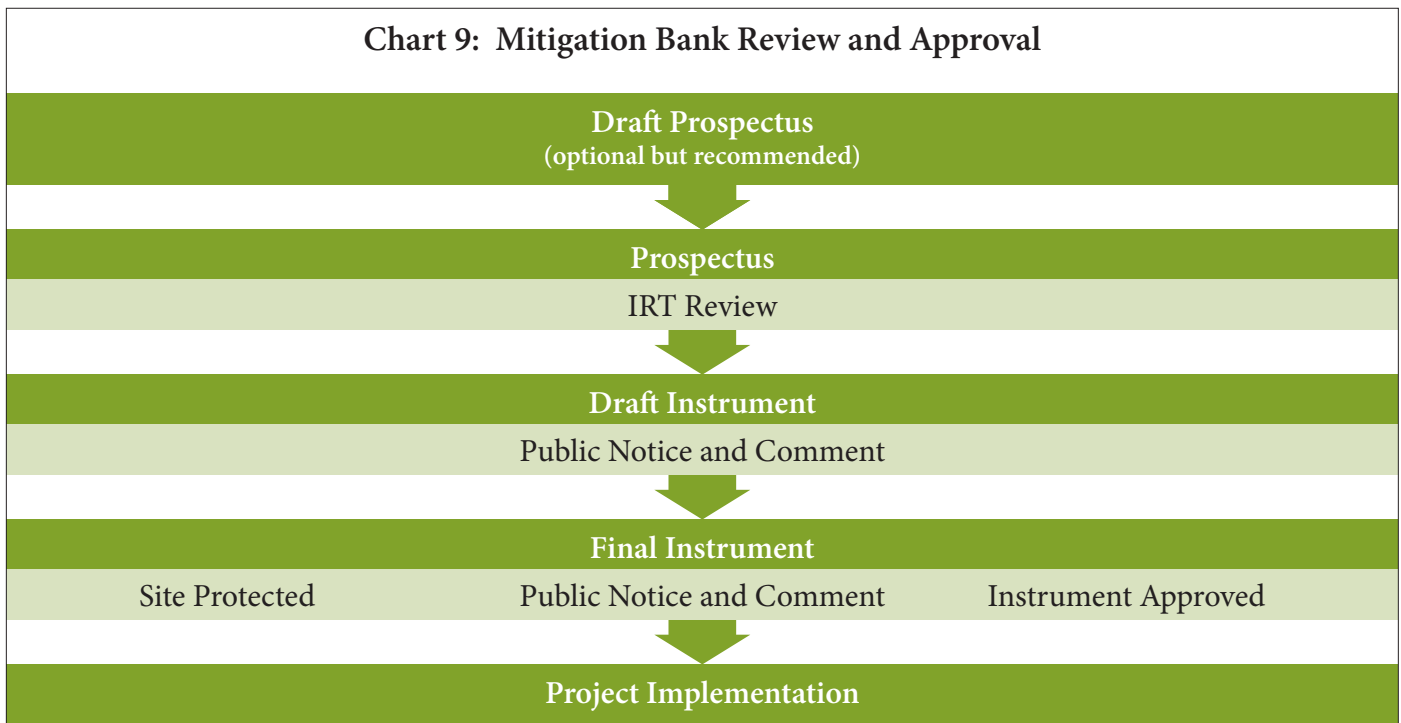 Chart 9: Mitigation Bank Review and Approval
Draft Prospectus
(optional but recommended)
Prospectus
IRT Review
Draft Instrument
Public Notice and Comment
Final Instrument
Site Protected Public Notice and Comment Instrument Approved
Project Implementation